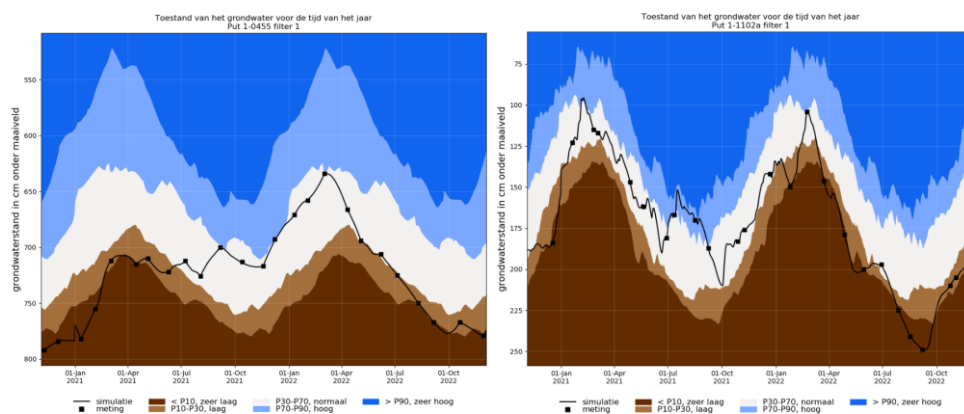 Toestand van het grondwater voor de tijd van het jaar
Put 1-0455 filter 1
grondwaterstand in cm onder maaiveld
550
600
650
700
750
800
01-Jan 2021
01-Apr 2021
01-Jul 2021
01-Oct 2021
01-Jan 2022
01-Apr 2022
01-Jul 2022
01-Oct 2022
simulatie
meting
< P10, zeer laag
P10-P30, laag
P30-P70, normaal
P70-P90, hoog
> P90, zeer hoog
Toestand van het grondwater voor de tijd van het jaar
Put 1-1102a filter 1
grondwaterstand in cm onder maaiveld
75
100
125
150
175
200
225
250
01-Jan 2021
01-Apr 2021
01-Jul 2021
01-Oct 2021
01-Jan 2022
01-Apr 2022
01-Jul 2022
01-Oct 2022
simulatie
meting
< P10, zeer laag
P10-P30, laag
P30-P70, normaal
P70-P90, hoog
> P90, zeer hoog